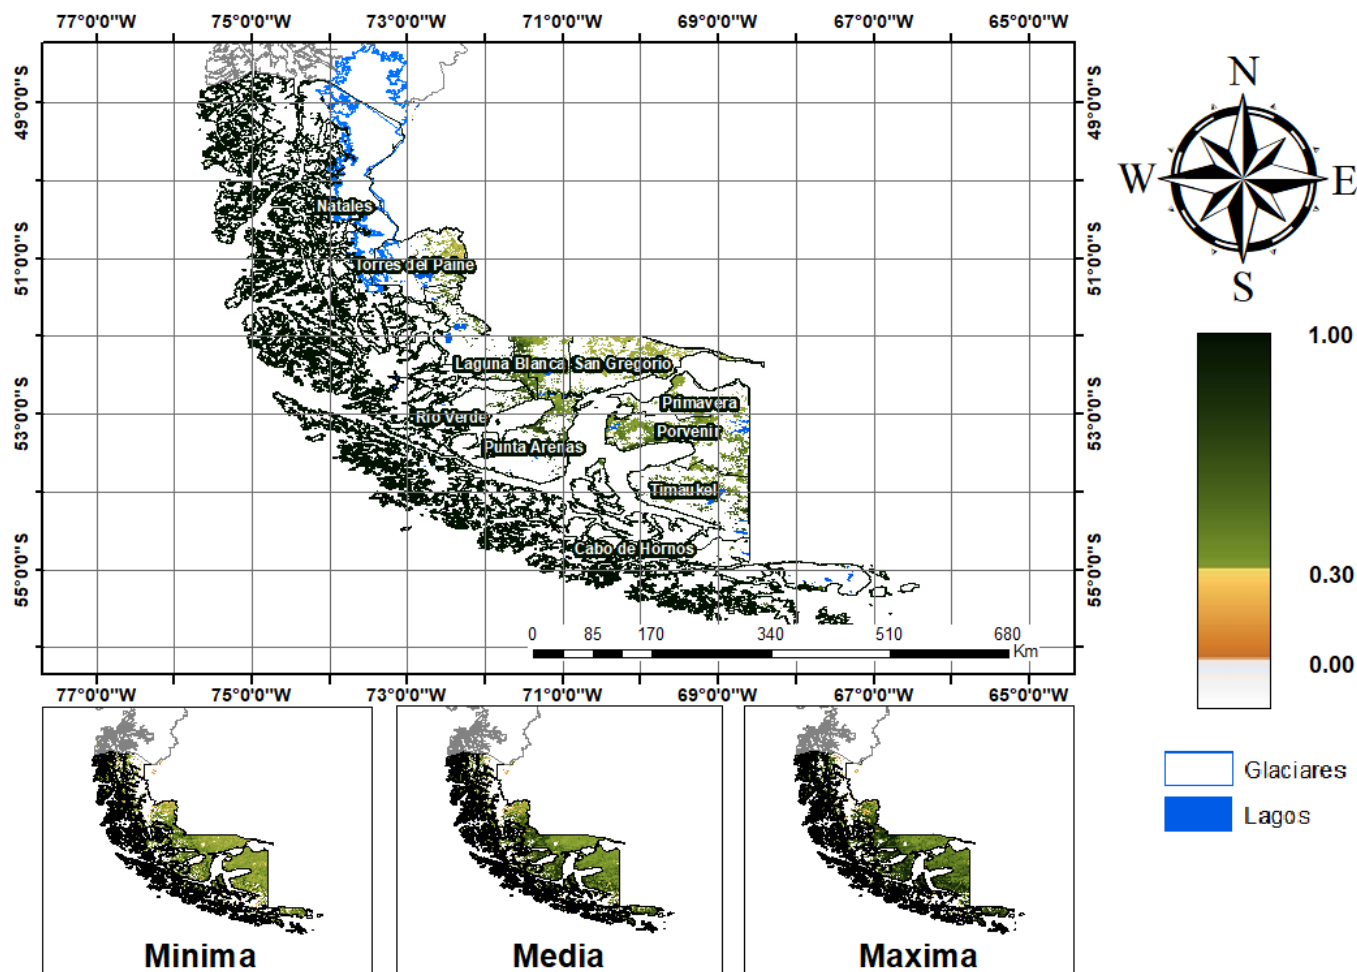 77°0'0"W 75°0'0"W 73°0'0"W 71°0'0"W 69°0'0"W 67°0'0"W 65°0'0"W
49°0'0"S
49°0'0"S
51°0'0"S
51°0'0"S
53°0'0"S
53°0'0"S
55°0'0"S
55°0'0"S
Natales
Torres del Paine
Laguna Blanca
San Gregorio
Primavera
Rio Verde
Porvenir
Punta Arenas
Timaukel
Cabo de Hornos
0 85 170 340 510 680
Km
77°0'0"W 75°0'0"W 73°0'0"W 71°0'0"W 69°0'0"W 67°0'0"W 65°0'0"W
N
W E
S
1.00
0.30
0.00
Glaciares
Lagos
Minima
Media
Maxima